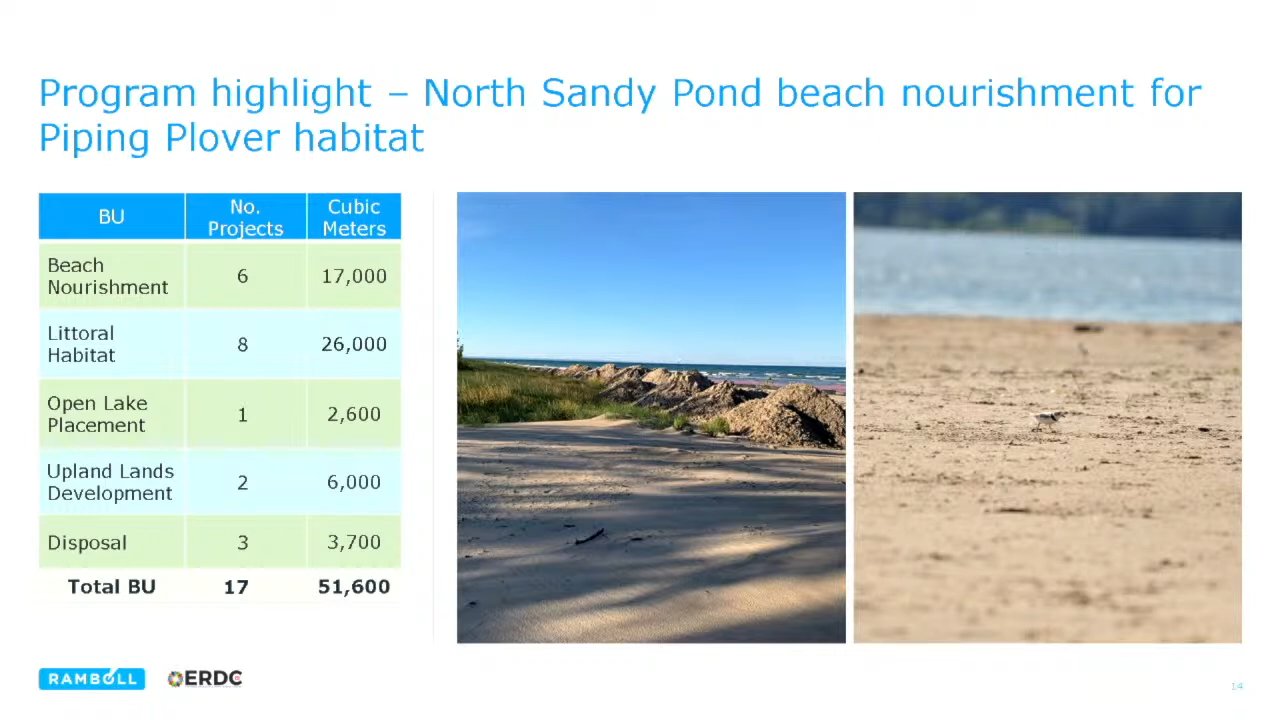 Program highlight – North Sandy Pond beach nourishment for
Piping Plover habitat
BU
No.
Projects
Cubic
Meters
Beach
Nourishment
6
17,000
Littoral
Habitat
8
26,000
Open Lake
Placement
1
2,600
Upland Lands
Development
2
6,000
Disposal
3
3,700
Total BU
17
51,600
RAMBOLL
ERDC
14